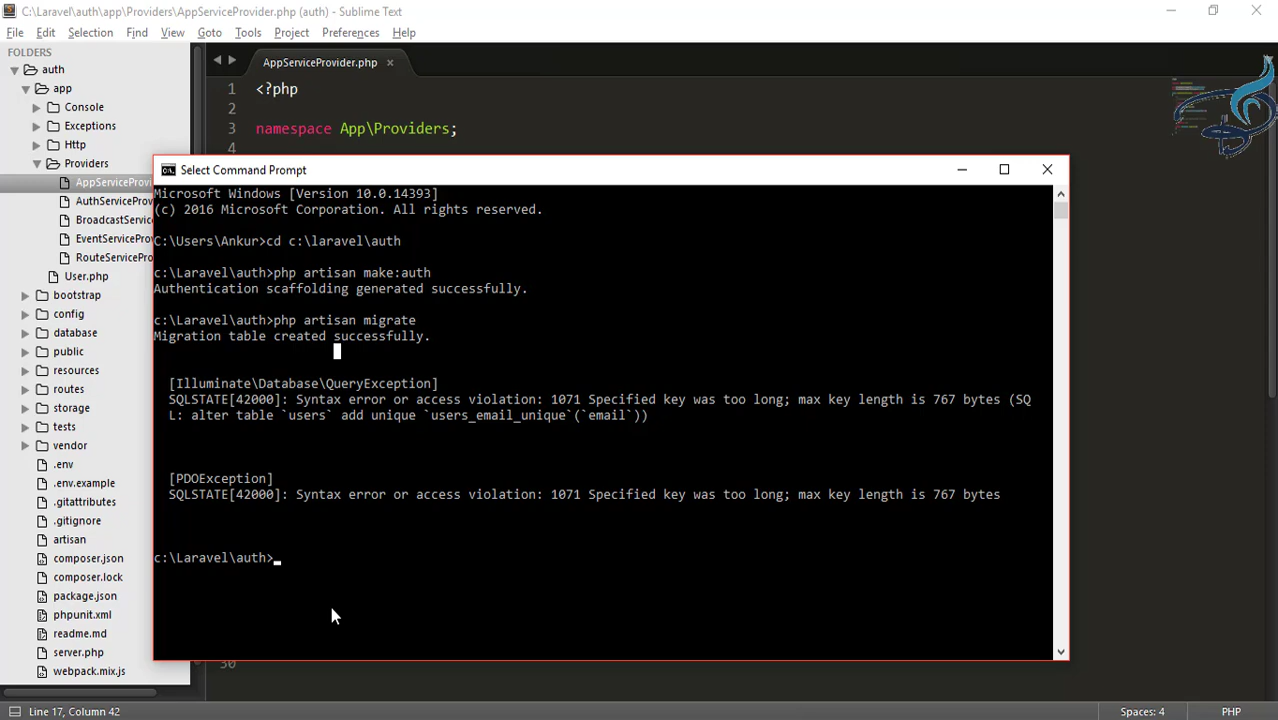 C:\Laravel\auth\app\Providers\AppServiceProvider.php (auth) - Sublime Text
File Edit Selection Find View Goto Tools Project Preferences Help
FOLDERS
auth
app
Console
Exceptions
Http
Providers
AppServiceProvi
AuthServiceProv
BroadcastServic
EventServicePro
RouteServicePro
User.php
bootstrap
config
database
public
resources
routes
storage
tests
vendor
.env
.env.example
.gitattributes
.gitignore
artisan
composer.json
composer.lock
package.json
phpunit.xml
readme.md
server.php
webpack.mix.js
AppServiceProvider.php
1 <?php
2
3 namespace App\Providers;
4
Select Command Prompt
Microsoft Windows [Version 10.0.14393]
(c) 2016 Microsoft Corporation. All rights reserved.
C:\Users\Ankur>cd c:\laravel\auth
c:\Laravel\auth>php artisan make:auth
Authentication scaffolding generated successfully.
c:\Laravel\auth>php artisan migrate
Migration table created successfully.
[Illuminate\Database\QueryException]
SQLSTATE[42000]: Syntax error or access violation: 1071 Specified key was too long; max key length is 767 bytes (SQ
L: alter table `users` add unique `users_email_unique`(`email`))
[PDOException]
SQLSTATE[42000]: Syntax error or access violation: 1071 Specified key was too long; max key length is 767 bytes
c:\Laravel\auth>
30
Line 17, Column 42
Spaces: 4
PHP